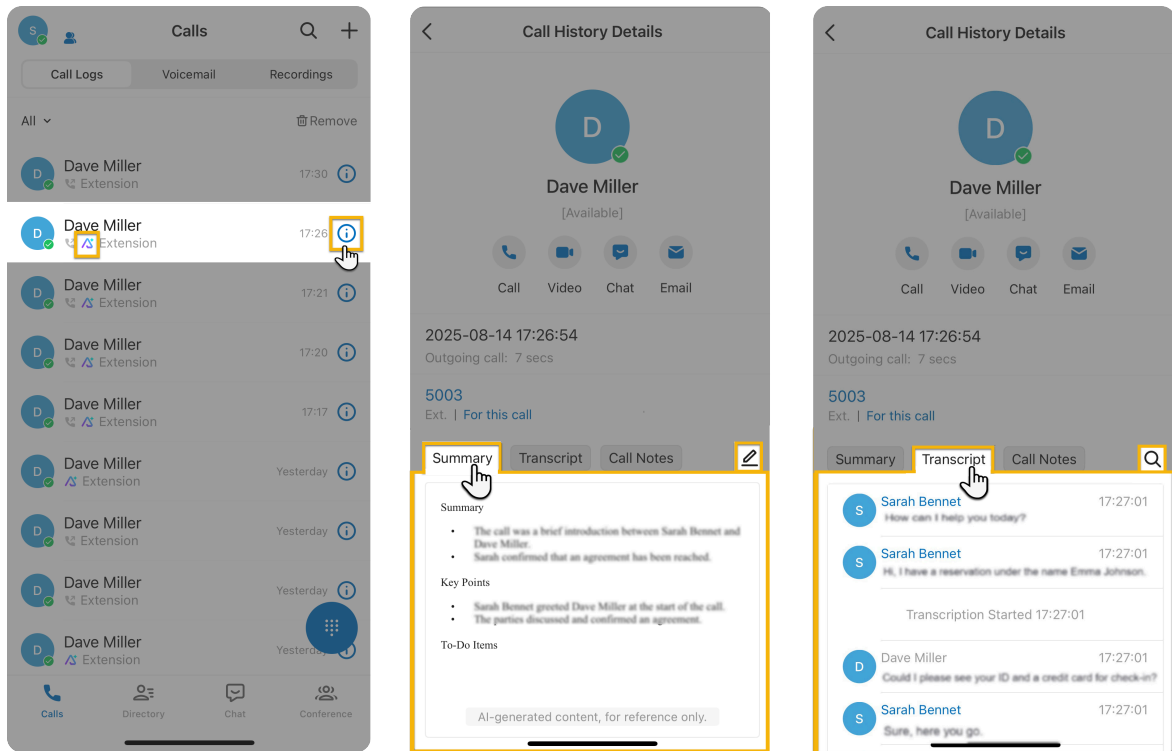 S
Calls
Call Logs Voicemail Recordings
All Remove
D Dave Miller
Extension 17:30
D Dave Miller
Extension 17:26
D Dave Miller
Extension 17:21
D Dave Miller
Extension 17:20
D Dave Miller
Extension 17:17
D Dave Miller
Extension Yesterday
D Dave Miller
Extension Yesterday
D Dave Miller
Extension Yesterday
D Dave Miller
Extension Yesterday
Calls Directory Chat Conference
Call History Details
D
Dave Miller
[Available]
Call Video Chat Email
2025-08-14 17:26:54
Outgoing call: 7 secs
5003
Ext. | For this call
Summary Transcript Call Notes
Summary
• The call was a brief introduction between Sarah Bennet and
Dave Miller.
• Sarah confirmed that an agreement has been reached.
Key Points
• Sarah Bennet greeted Dave Miller at the start of the call.
• The parties discussed and confirmed an agreement.
To-Do Items
AI-generated content, for reference only.
Call History Details
D
Dave Miller
[Available]
Call Video Chat Email
2025-08-14 17:26:54
Outgoing call: 7 secs
5003
Ext. | For this call
Summary Transcript Call Notes
S Sarah Bennet 17:27:01
How can I help you today?
S Sarah Bennet 17:27:01
Hi, I have a reservation under the name Emma Johnson.
Transcription Started 17:27:01
D Dave Miller 17:27:01
Could I please see your ID and a credit card for check-in?
S Sarah Bennet 17:27:01
Sure, here you go.